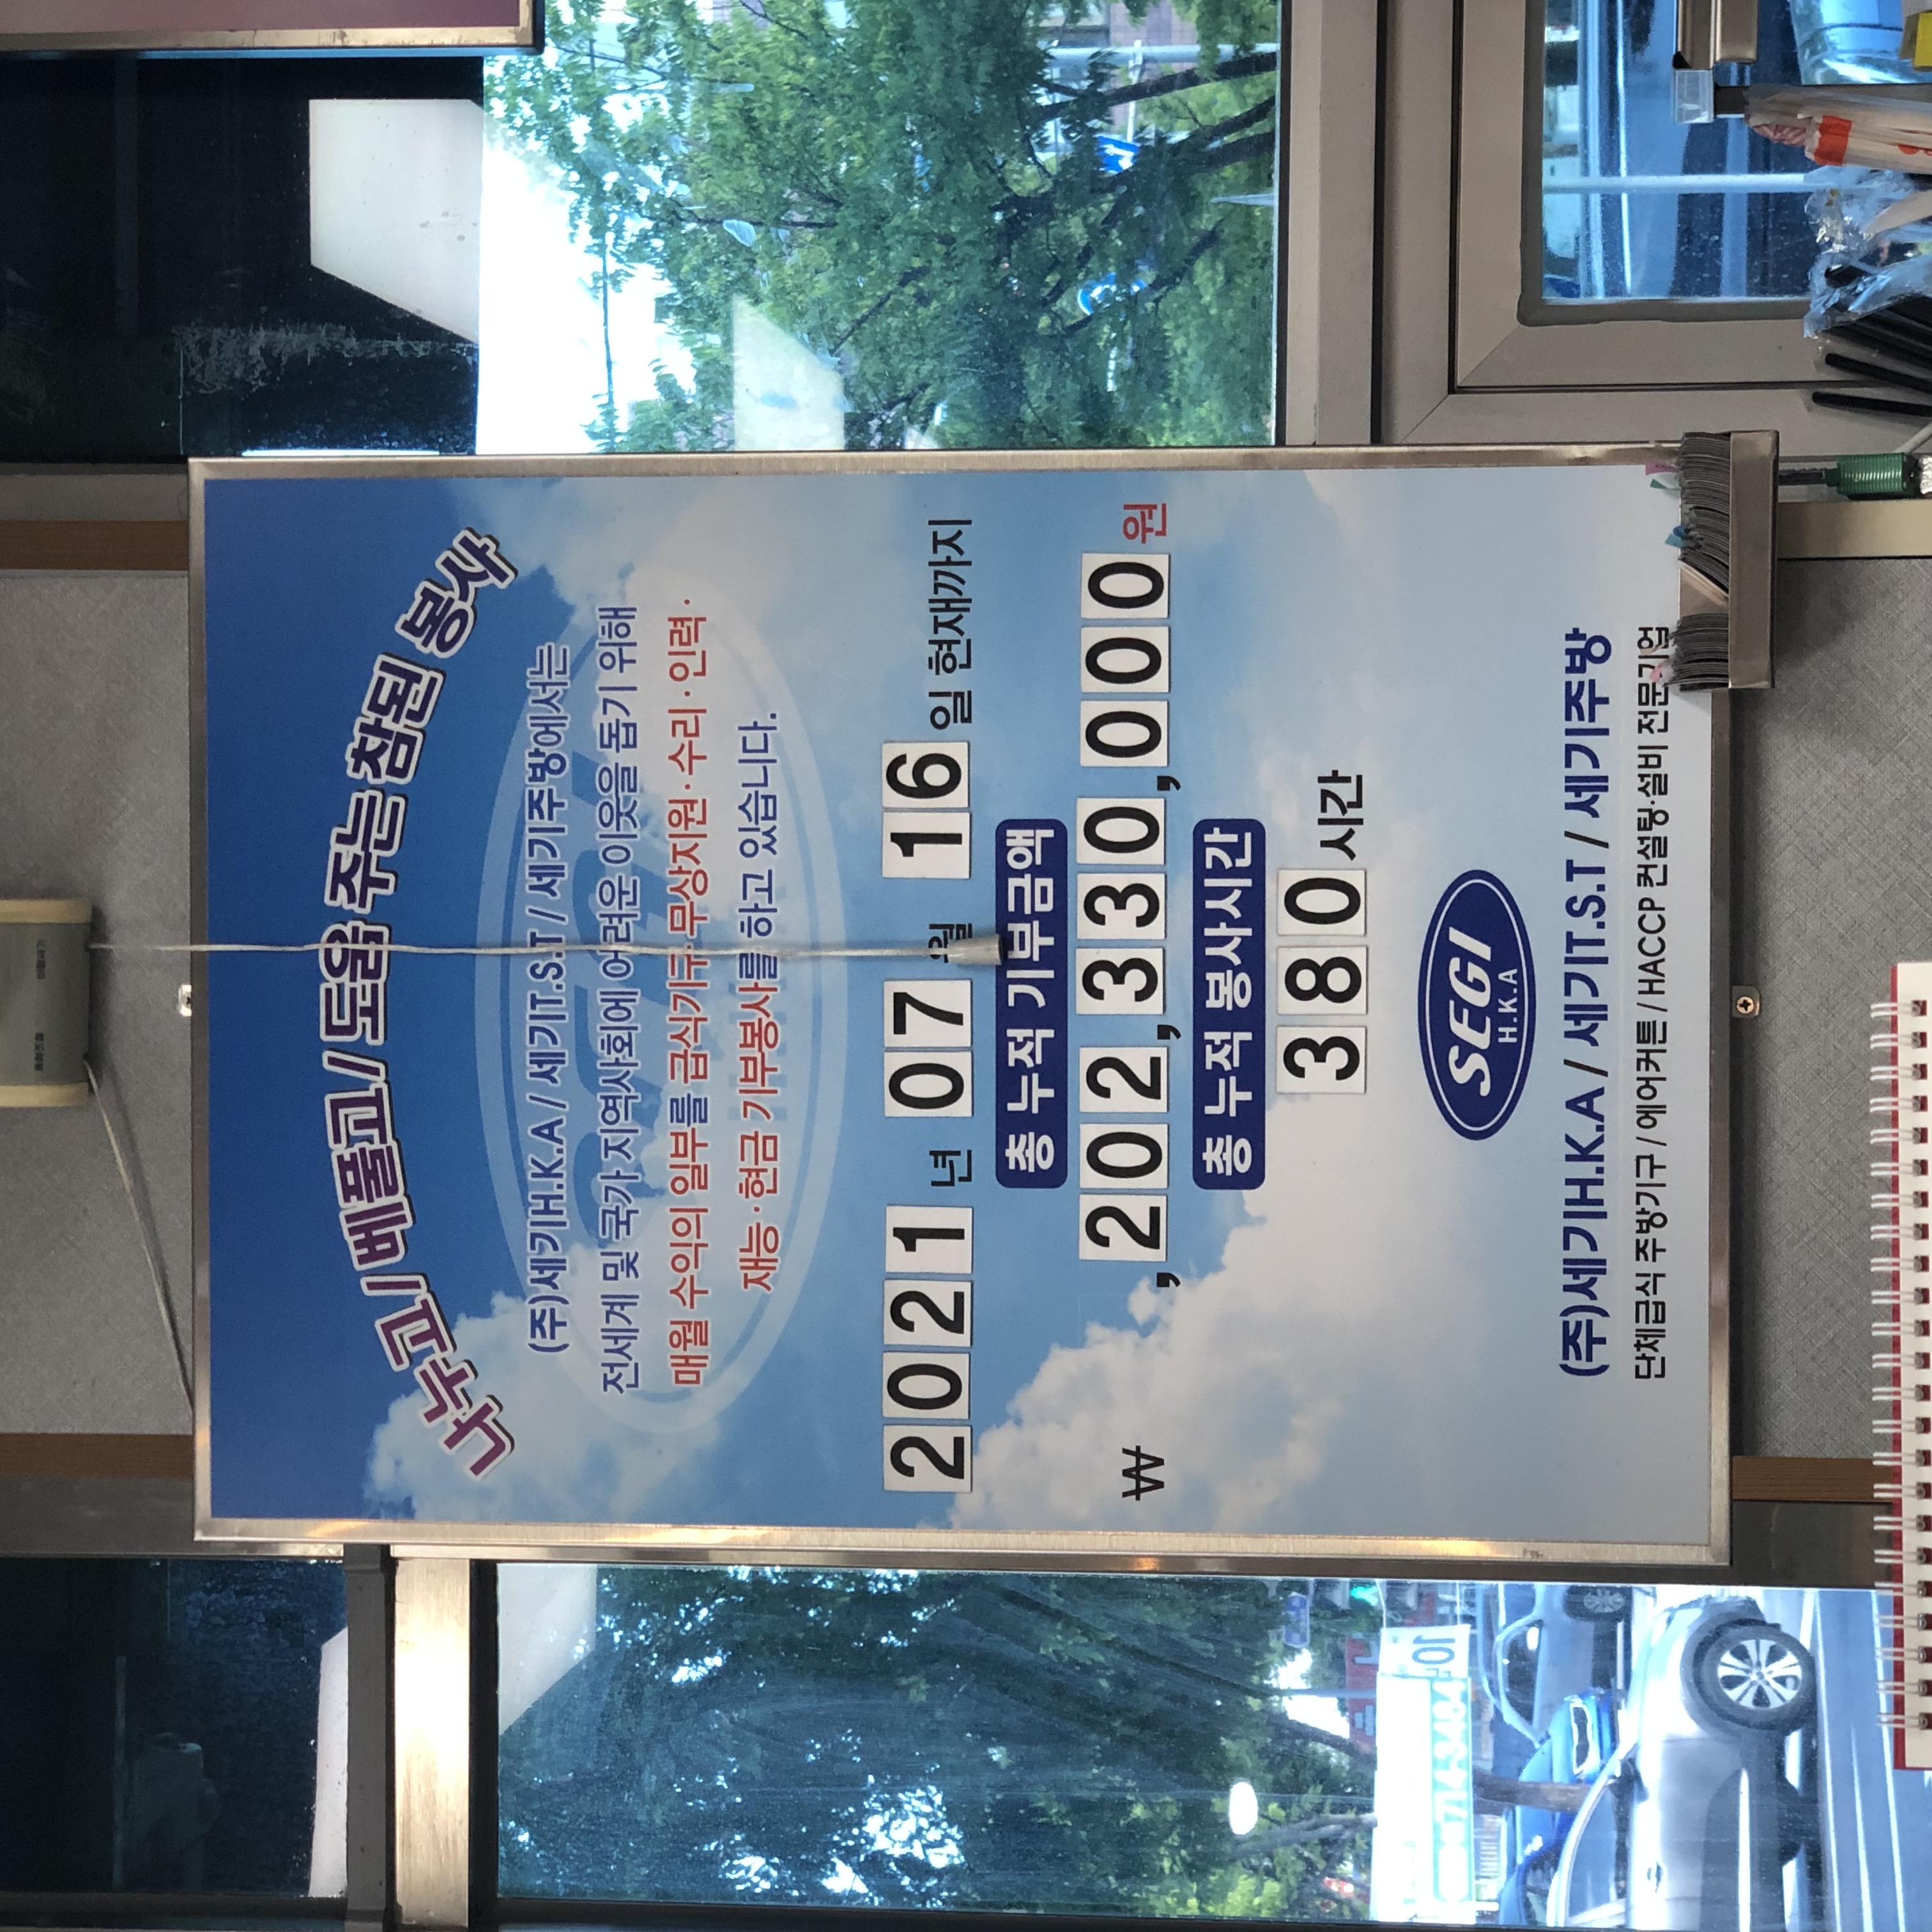 나누고 / 베풀고 / 도움 주는 참된 봉사
(주)세기H.K.A / 세기T.S.T / 세기주방에서는
전세계 및 국가 지역사회에 어려운 이웃을 돕기 위해
매월 수익의 일부를 급식기구·무상지원·수리·인력·
재능·현금 기부봉사를 하고 있습니다.
2021 년 07 월 16 일 현재까지
총 누적 기부금액
₩ ,202,330,000 원
총 누적 봉사시간
380 시간
SEGI
H.K.A
(주)세기H.K.A / 세기T.S.T / 세기주방
단체급식 주방기구 / 에어커튼 / HACCP 컨설팅·설비 전문기업